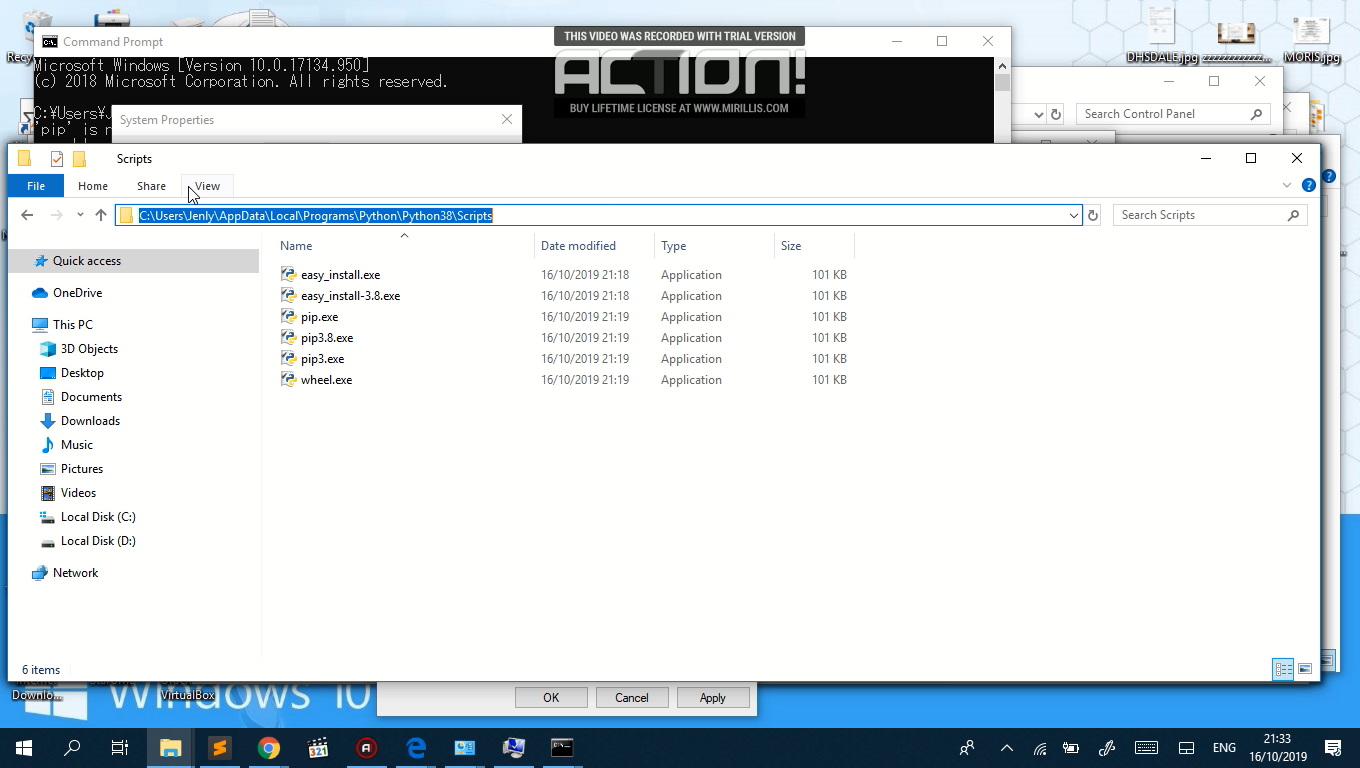 Recy
DHSDALE.jpg
zzzzzzzzzzzz...
MORIS.jpg
Command Prompt
THIS VIDEO WAS RECORDED WITH TRIAL VERSION
ACTION!
BUY LIFETIME LICENSE AT WWW.MIRILLIS.COM
Microsoft Windows [Version 10.0.17134.950]
(c) 2018 Microsoft Corporation. All rights reserved.
C:¥Users¥J
'pip' is n
System Properties
Search Control Panel
Scripts
File Home Share View
C:\Users\Jenly\AppData\Local\Programs\Python\Python38\Scripts
Search Scripts
Name Date modified Type Size
Quick access
OneDrive
This PC
3D Objects
Desktop
Documents
Downloads
Music
Pictures
Videos
Local Disk (C:)
Local Disk (D:)
Network
easy_install.exe 16/10/2019 21:18 Application 101 KB
easy_install-3.8.exe 16/10/2019 21:18 Application 101 KB
pip.exe 16/10/2019 21:19 Application 101 KB
pip3.8.exe 16/10/2019 21:19 Application 101 KB
pip3.exe 16/10/2019 21:19 Application 101 KB
wheel.exe 16/10/2019 21:19 Application 101 KB
6 items
Downlo...
VirtualBox
Windows 10
OK Cancel Apply
321
ENG
21:33
16/10/2019